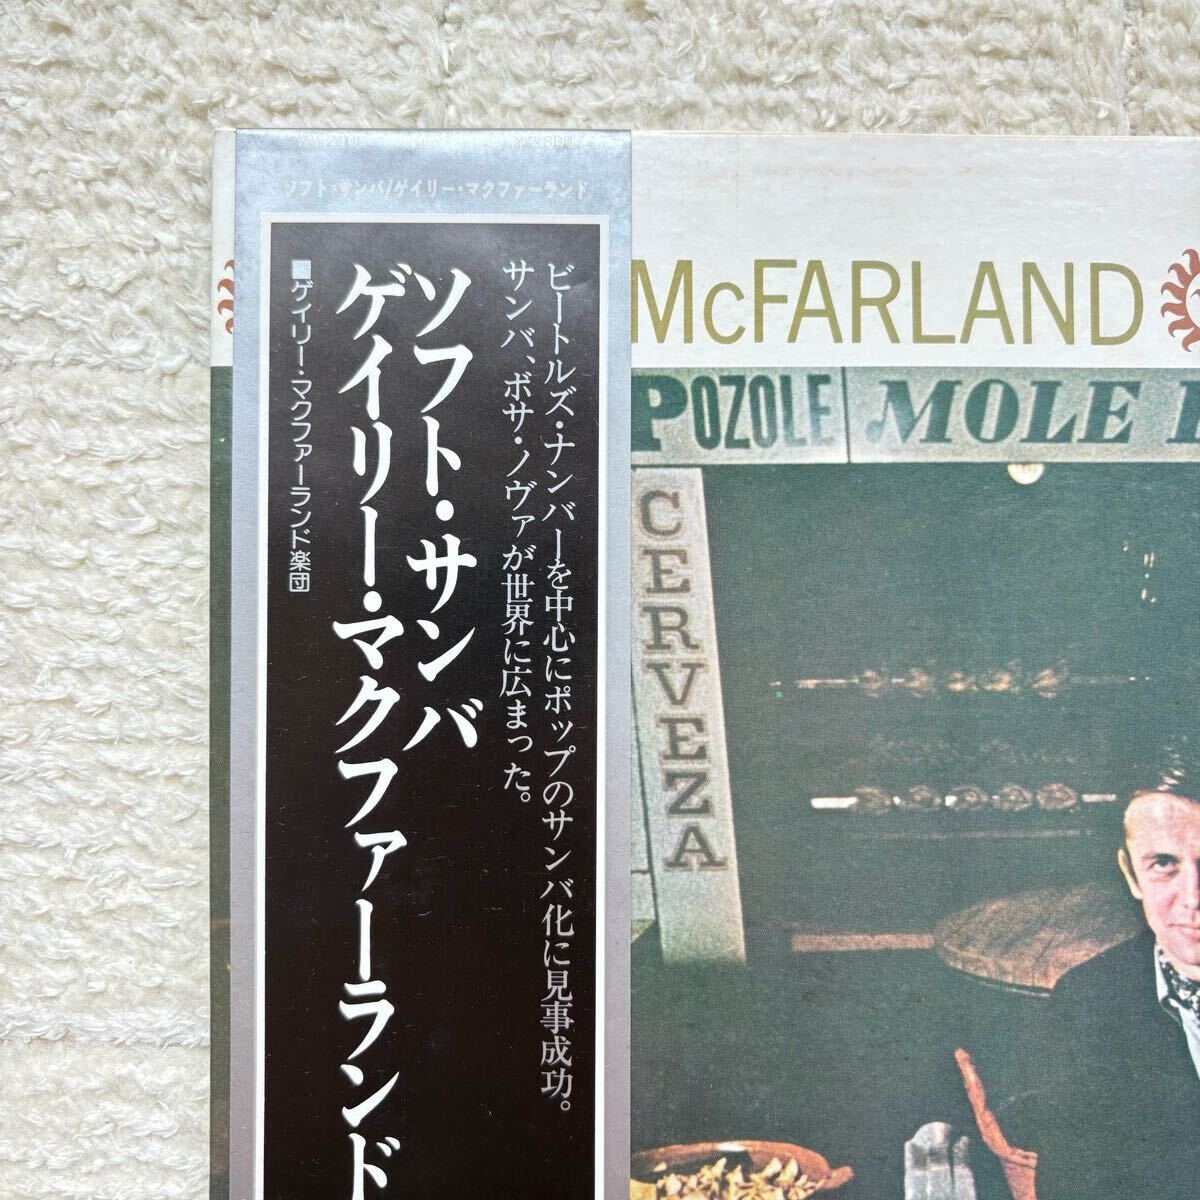 ¥2,300
ソフト・サンバ/ゲイリー・マクファーランド
ビートルズ・ナンバーを中心にポップのサンバ化に見事成功。
サンバ、ボサ・ノヴァが世界に広まった。
ソフト・サンバ
ゲイリー・マクファーランド
■ゲイリー・マクファーランド楽団
McFARLAND
POZOLE
MOLE
CERVEZA